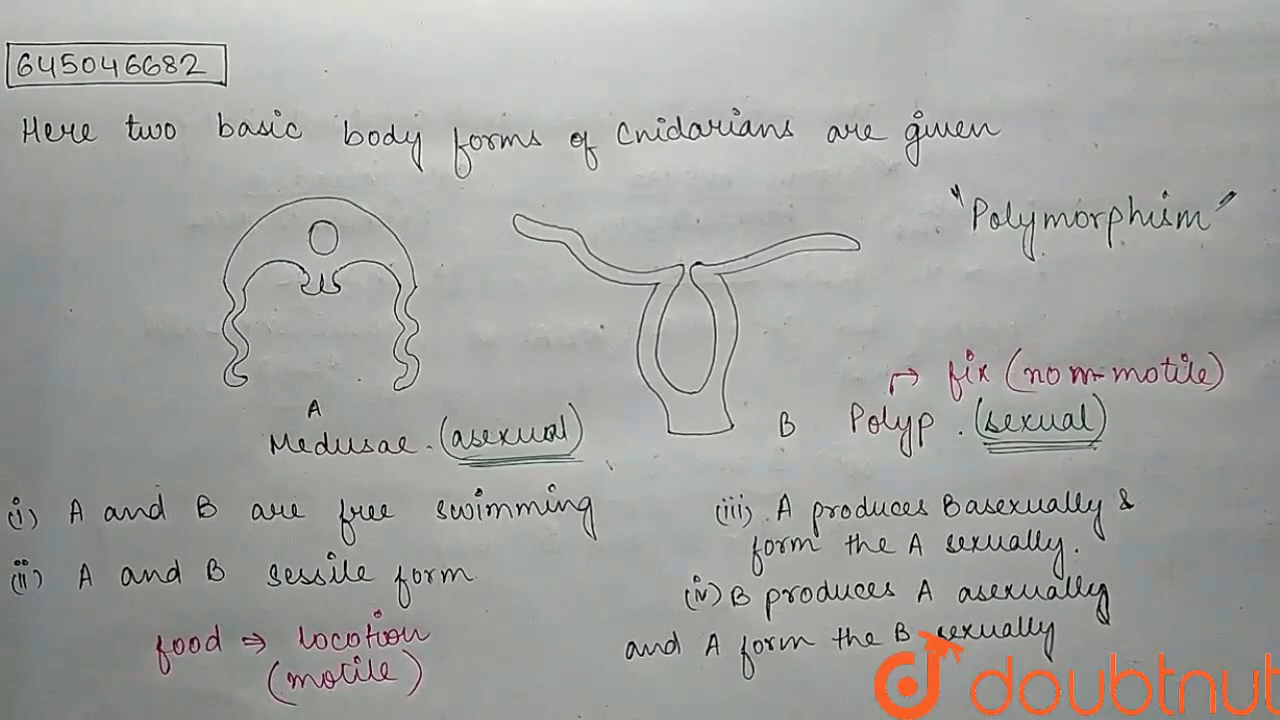 645046682
Here two basic body forms of Cnidarians are given
"Polymorphism"
A
Medusae. (asexual)
→ fix (non-motile)
B Polyp. (sexual)
(i) A and B are free swimming
(ii) A and B sessile form
food ⇒ locotion
(motile)
(iii) A produces B asexually &
form the A sexually.
(iv) B produces A asexually
and A form the B sexually
doubtnut